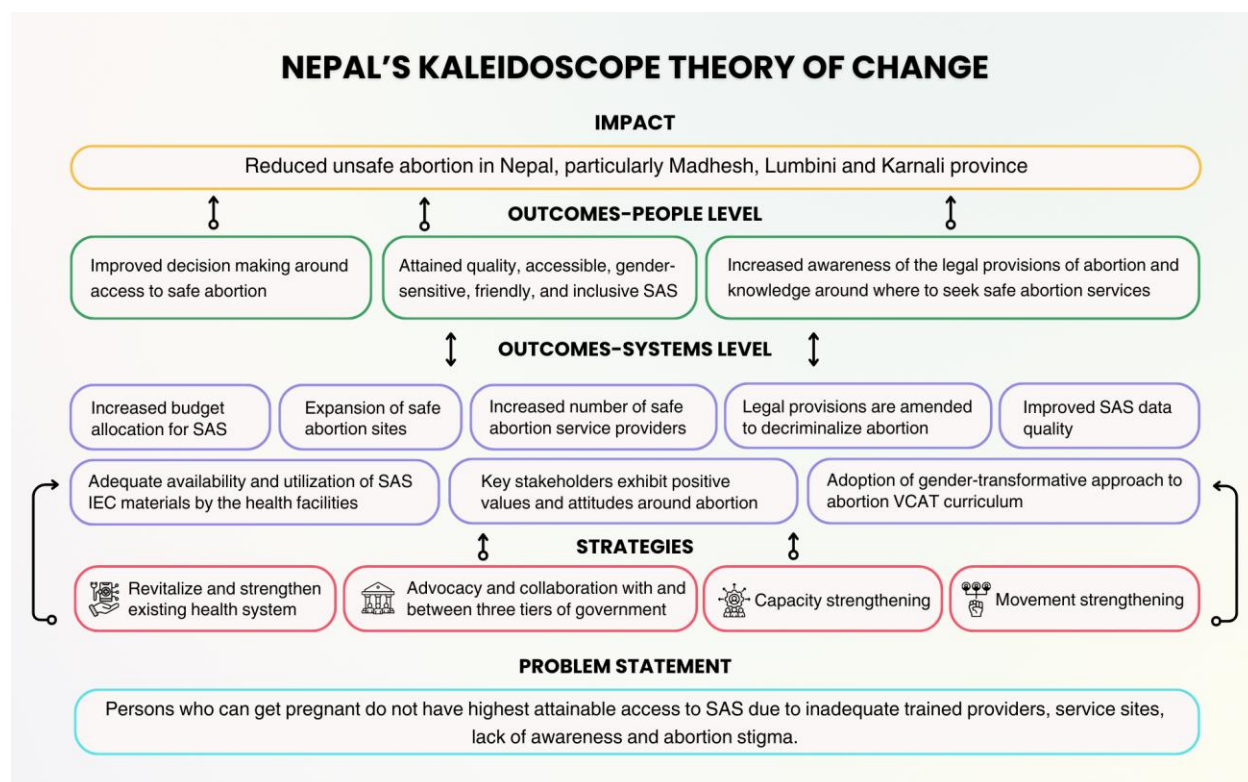 NEPAL'S KALEIDOSCOPE THEORY OF CHANGE
IMPACT
Reduced unsafe abortion in Nepal, particularly Madhesh, Lumbini and Karnali province
OUTCOMES-PEOPLE LEVEL
Improved decision making around
access to safe abortion
Attained quality, accessible, gender-
sensitive, friendly, and inclusive SAS
Increased awareness of the legal provisions of abortion and
knowledge around where to seek safe abortion services
OUTCOMES-SYSTEMS LEVEL
Increased budget
allocation for SAS
Expansion of safe
abortion sites
Increased number of safe
abortion service providers
Legal provisions are amended
to decriminalize abortion
Improved SAS data
quality
Adequate availability and utilization of SAS
IEC materials by the health facilities
Key stakeholders exhibit positive
values and attitudes around abortion
Adoption of gender-transformative approach to
abortion VCAT curriculum
STRATEGIES
Revitalize and strengthen
existing health system
Advocacy and collaboration with and
between three tiers of government
Capacity strengthening
Movement strengthening
PROBLEM STATEMENT
Persons who can get pregnant do not have highest attainable access to SAS due to inadequate trained providers, service sites,
lack of awareness and abortion stigma.